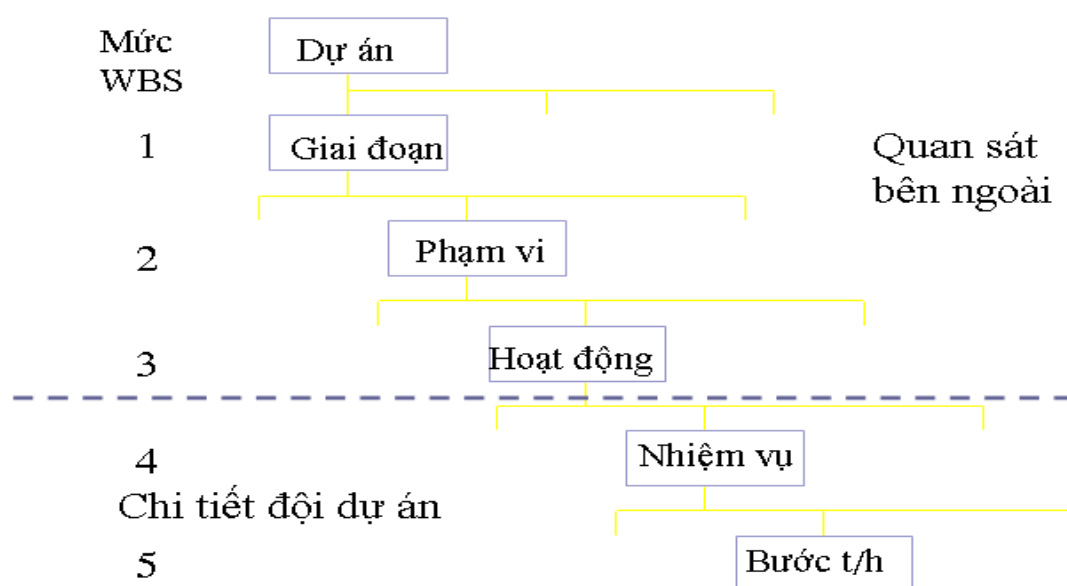 Mức
WBS
Dự án
1
Giai đoạn
Quan sát
bên ngoài
2
Phạm vi
3
Hoạt động
4
Nhiệm vụ
Chi tiết đội dự án
5
Bước t/h